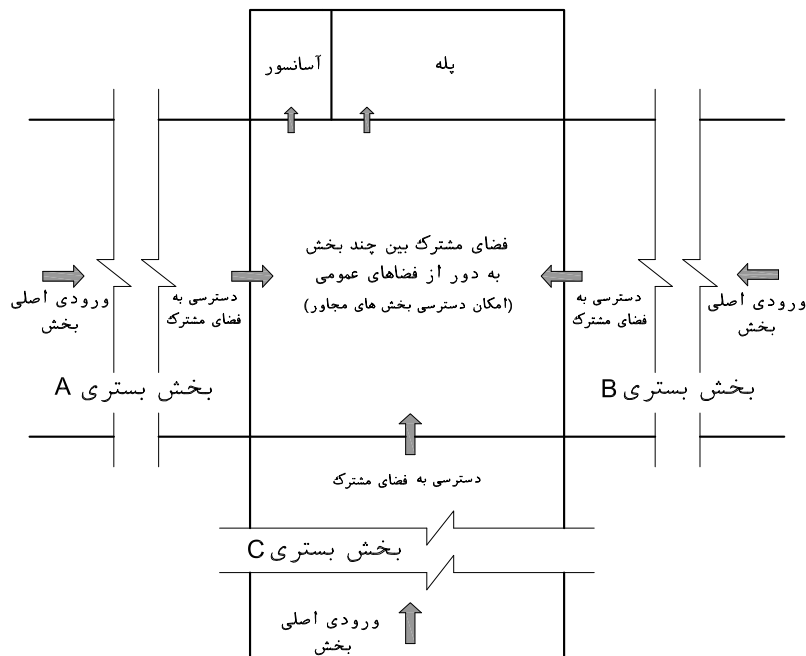 پله
آسانسور
فضای مشترک بین چند بخش
به دور از فضاهای عمومی
(امکان دسترسی بخش های مجاور)
ورودی اصلی
بخش
دسترسی به
فضای مشترک
دسترسی به
فضای مشترک
ورودی اصلی
بخش
بخش بستری B
بخش بستری A
دسترسی به فضای مشترک
بخش بستری C
ورودی اصلی
بخش